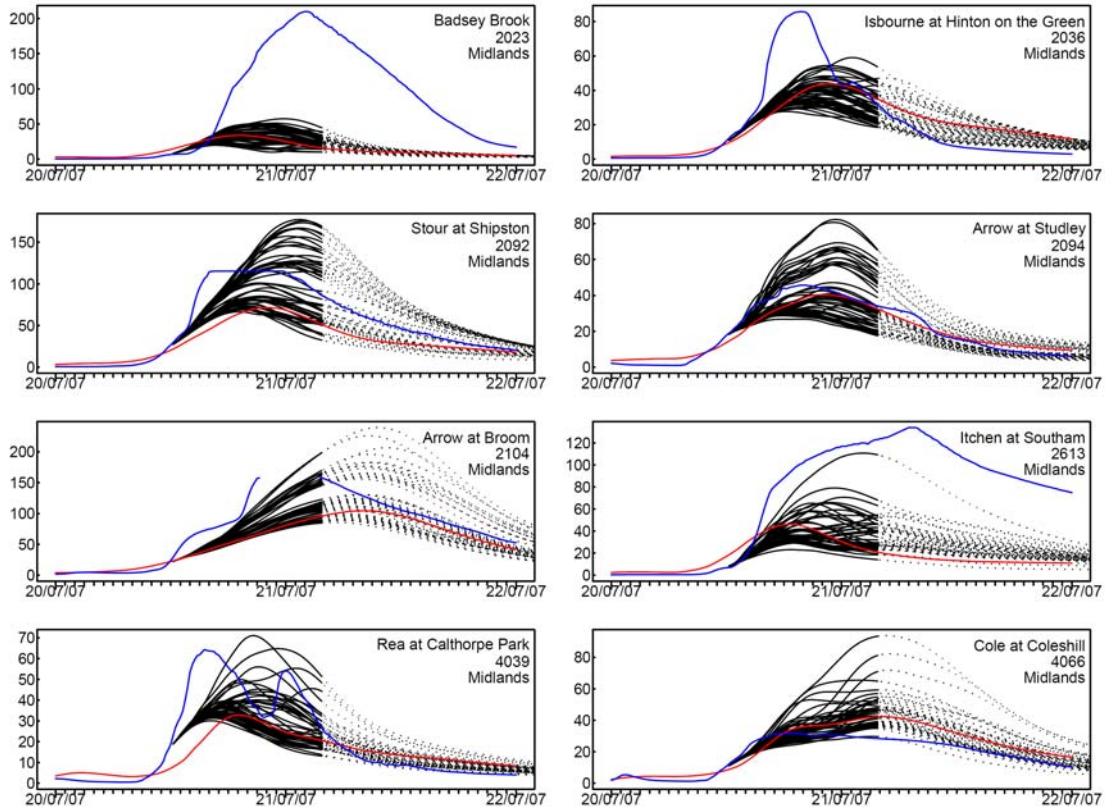 Badsey Brook
2023
Midlands
200
150
100
50
0
20/07/07 21/07/07 22/07/07
Isbourne at Hinton on the Green
2036
Midlands
80
60
40
20
0
20/07/07 21/07/07 22/07/07
Stour at Shipston
2092
Midlands
150
100
50
0
20/07/07 21/07/07 22/07/07
Arrow at Studley
2094
Midlands
80
60
40
20
0
20/07/07 21/07/07 22/07/07
Arrow at Broom
2104
Midlands
200
150
100
50
0
20/07/07 21/07/07 22/07/07
Itchen at Southam
2613
Midlands
120
100
80
60
40
20
0
20/07/07 21/07/07 22/07/07
Rea at Calthorpe Park
4039
Midlands
70
60
50
40
30
20
10
0
20/07/07 21/07/07 22/07/07
Cole at Coleshill
4066
Midlands
80
60
40
20
0
20/07/07 21/07/07 22/07/07